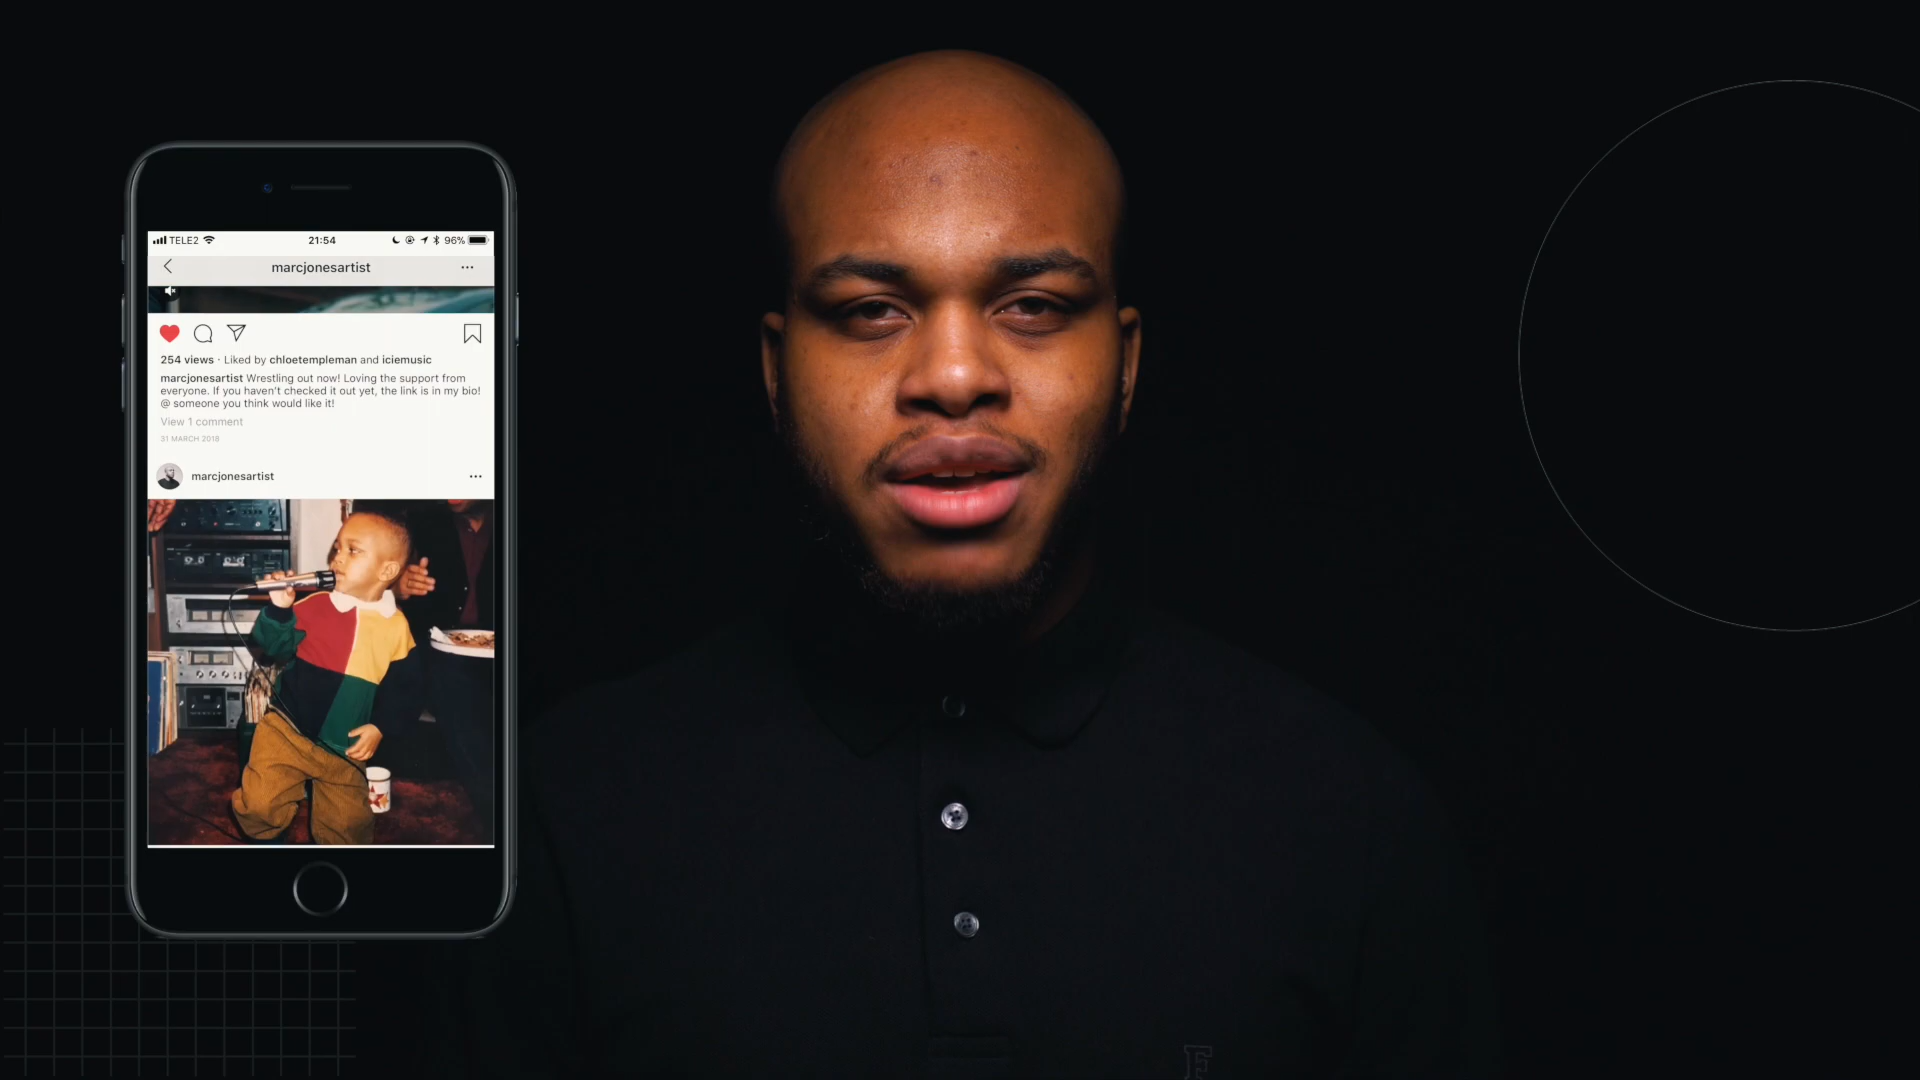 TELE2 21:54 96%
marcjonesartist
254 views · Liked by chloetempleman and iciemusic
marcjonesartist Wrestling out now! Loving the support from
everyone. If you haven't checked it out yet, the link is in my bio!
@ someone you think would like it!
View 1 comment
31 MARCH 2018
marcjonesartist
F